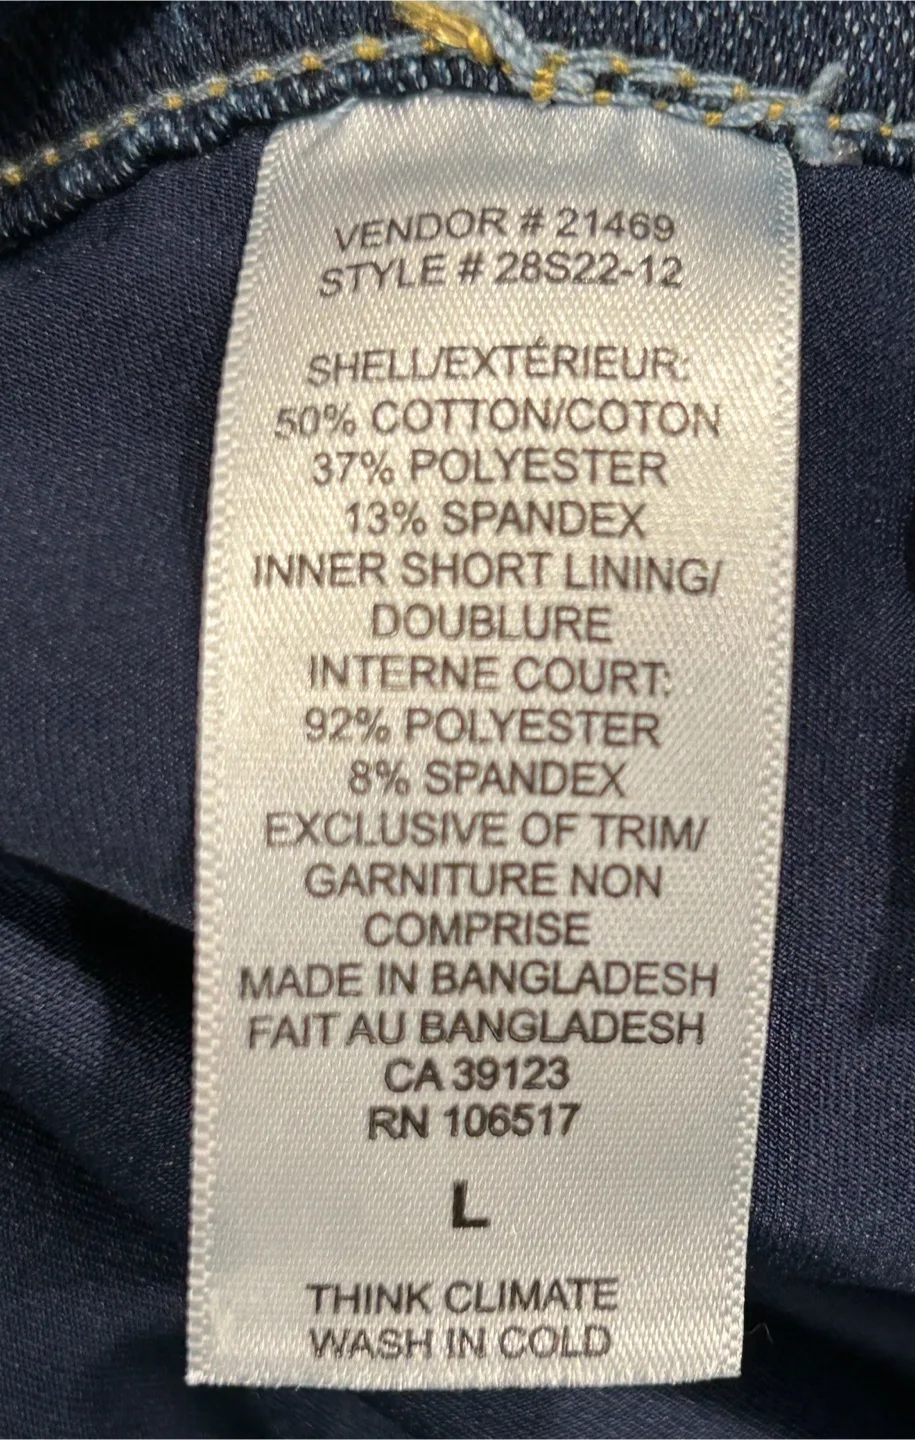 VENDOR # 21469
STYLE # 28S22-12
SHELL/EXTÉRIEUR:
50% COTTON/COTON
37% POLYESTER
13% SPANDEX
INNER SHORT LINING/
DOUBLURE
INTERNE COURT:
92% POLYESTER
8% SPANDEX
EXCLUSIVE OF TRIM/
GARNITURE NON
COMPRISE
MADE IN BANGLADESH
FAIT AU BANGLADESH
CA 39123
RN 106517
L
THINK CLIMATE
WASH IN COLD